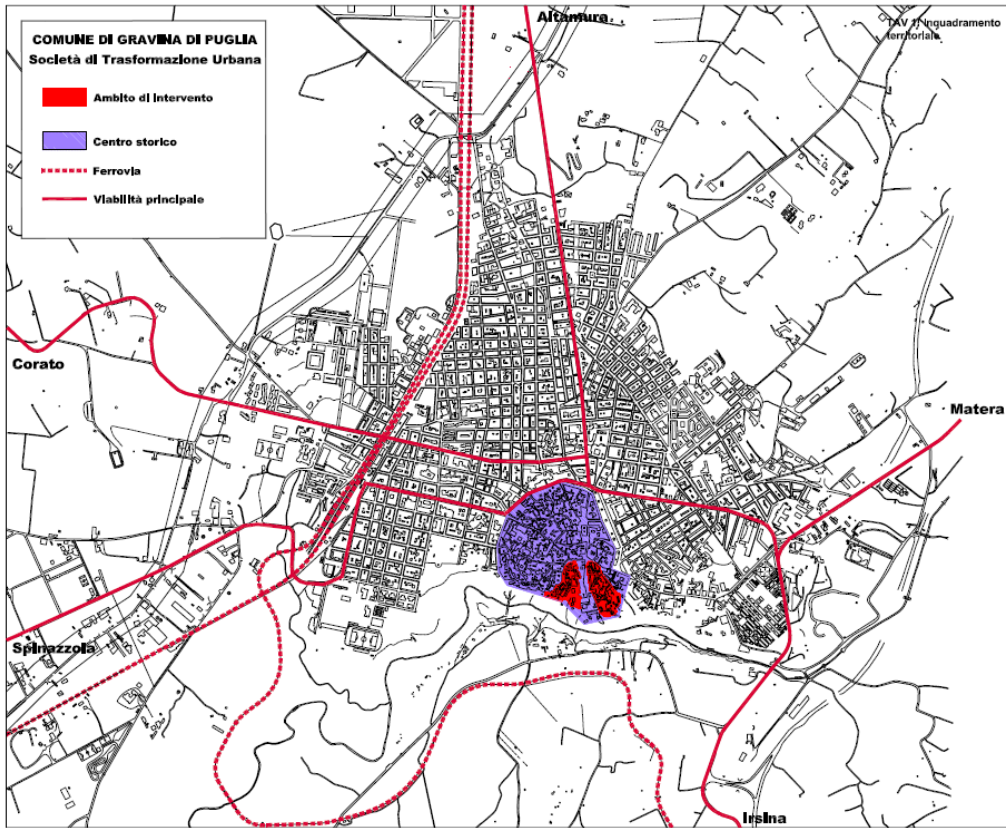 Altamura
TAV 1: Inquadramento
territoriale
COMUNE DI GRAVINA DI PUGLIA
Società di Trasformazione Urbana
Ambito di intervento
Centro storico
Ferrovia
Viabilità principale
Corato
Matera
Spinazzola
Irsina